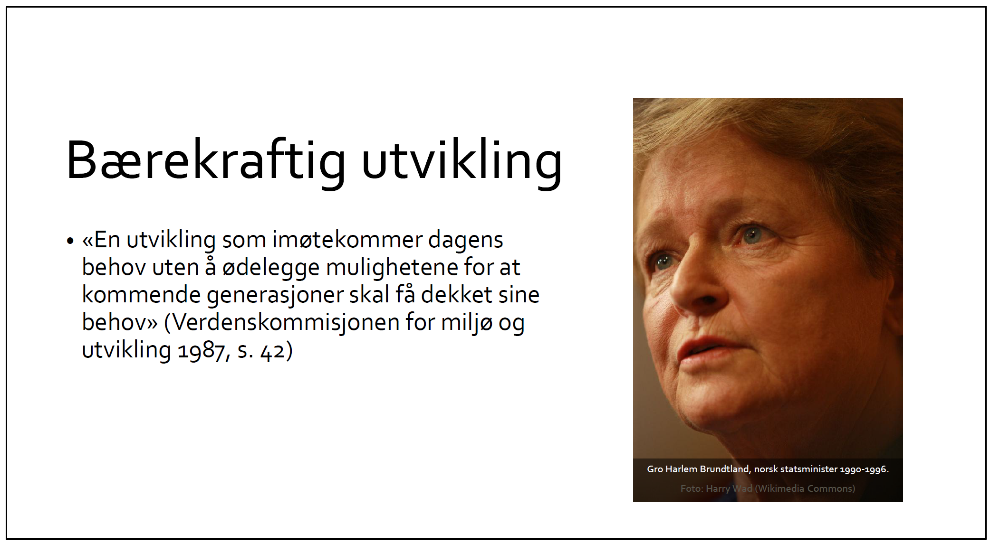 Bærekraftig utvikling
• «En utvikling som imøtekommer dagens
behov uten å ødelegge mulighetene for at
kommende generasjoner skal få dekket sine
behov» (Verdenskommisjonen for miljø og
utvikling 1987, s. 42)
Gro Harlem Brundtland, norsk statsminister 1990-1996.
Foto: Harry Wad (Wikimedia Commons)